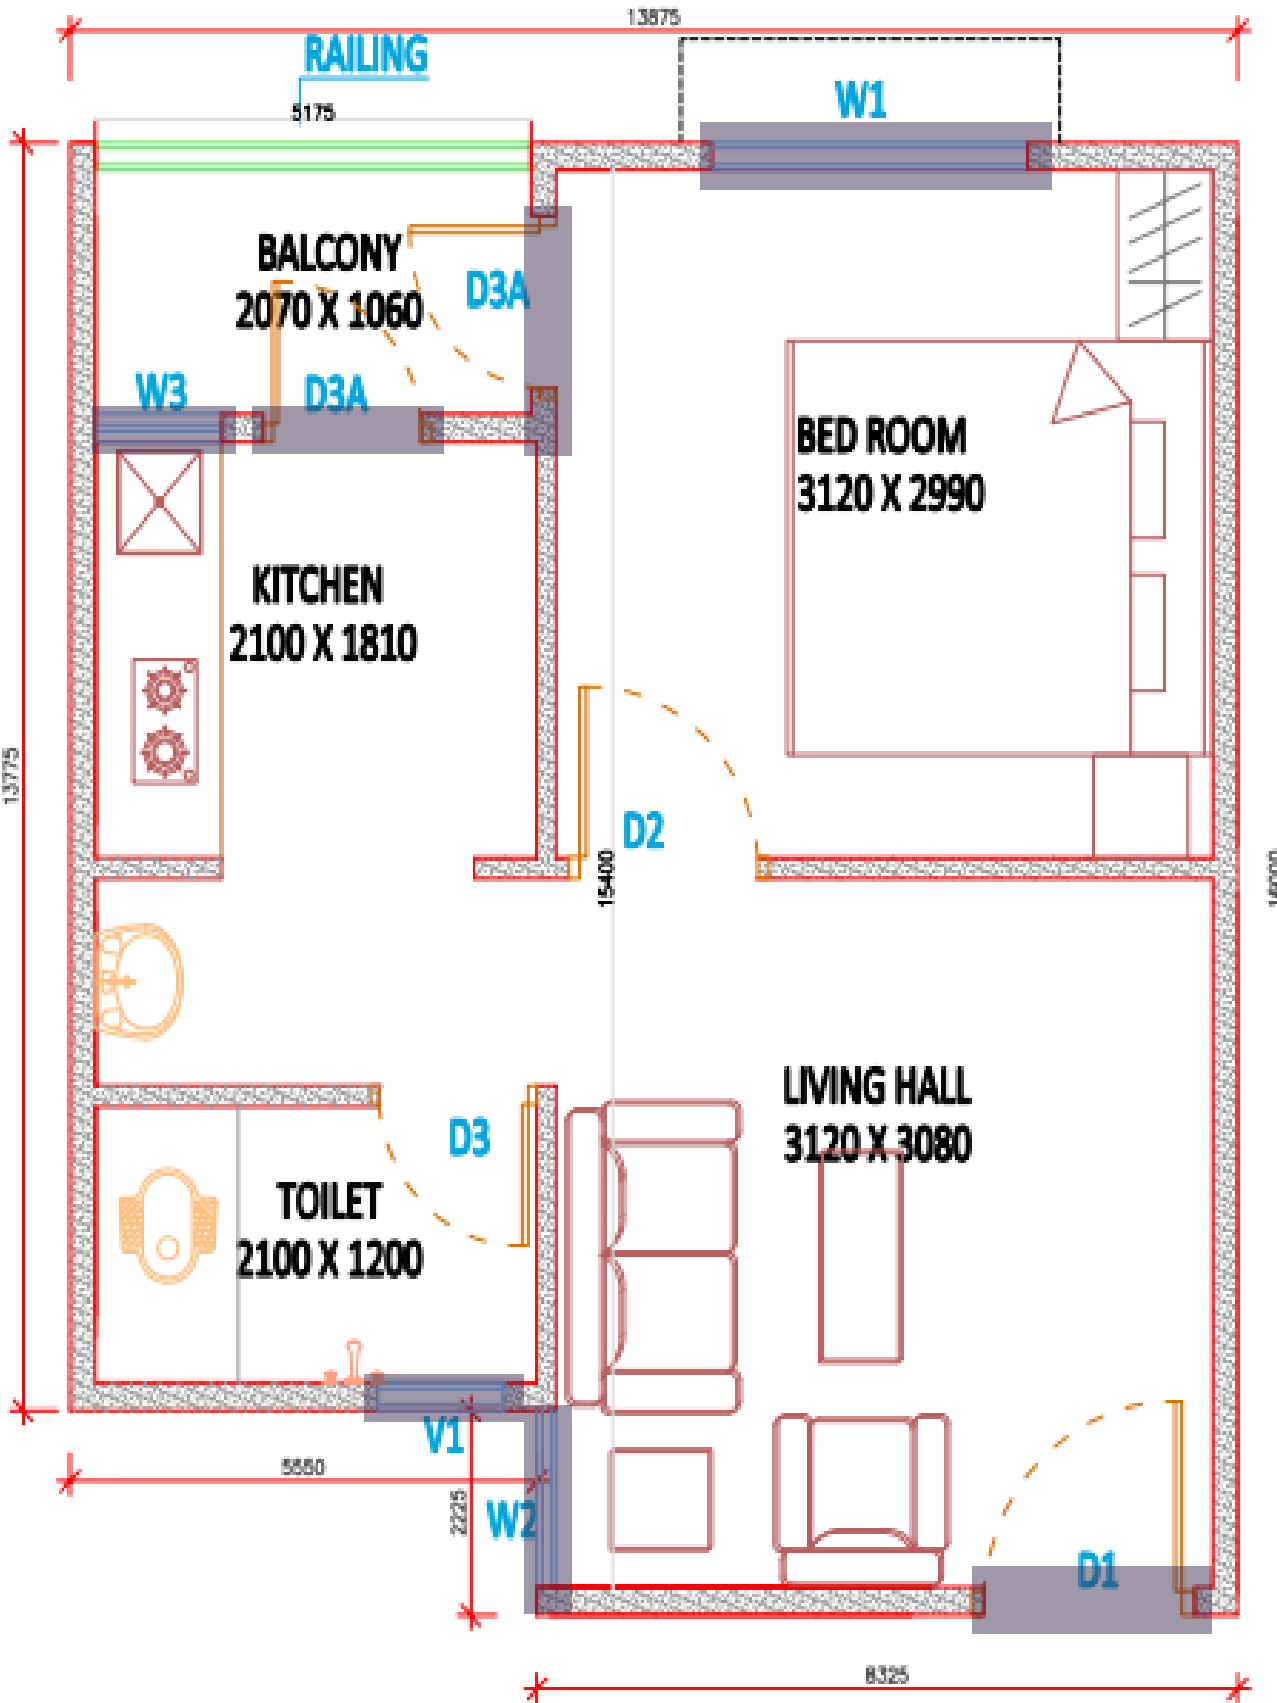 13875
RAILING
W1
5175
BALCONY
2070 X 1060
D3A
W3
D3A
BED ROOM
3120 X 2990
KITCHEN
2100 X 1810
13775
D2
15400
LIVING HALL
3120 X 3080
D3
TOILET
2100 X 1200
V1
5550
2225
W2
D1
8325